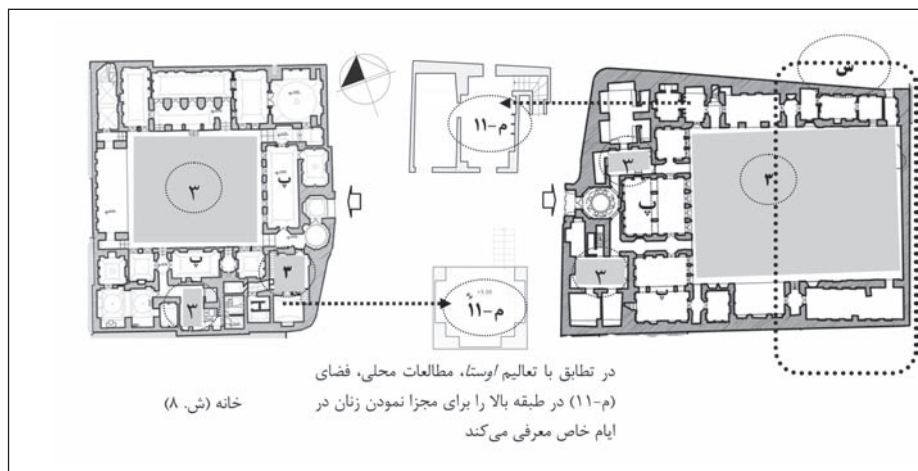 س
م-۱۱
۳
۳
۳
پ
پ
۳
پ
۳
۳
م-۱۱
در تطابق با تعالیم اوستا، مطالعات محلی، فضای
(م-۱۱) در طبقه بالا را برای مجزا نمودن زنان در
ایام خاص معرفی می‌کند
خانه (ش. ۸)